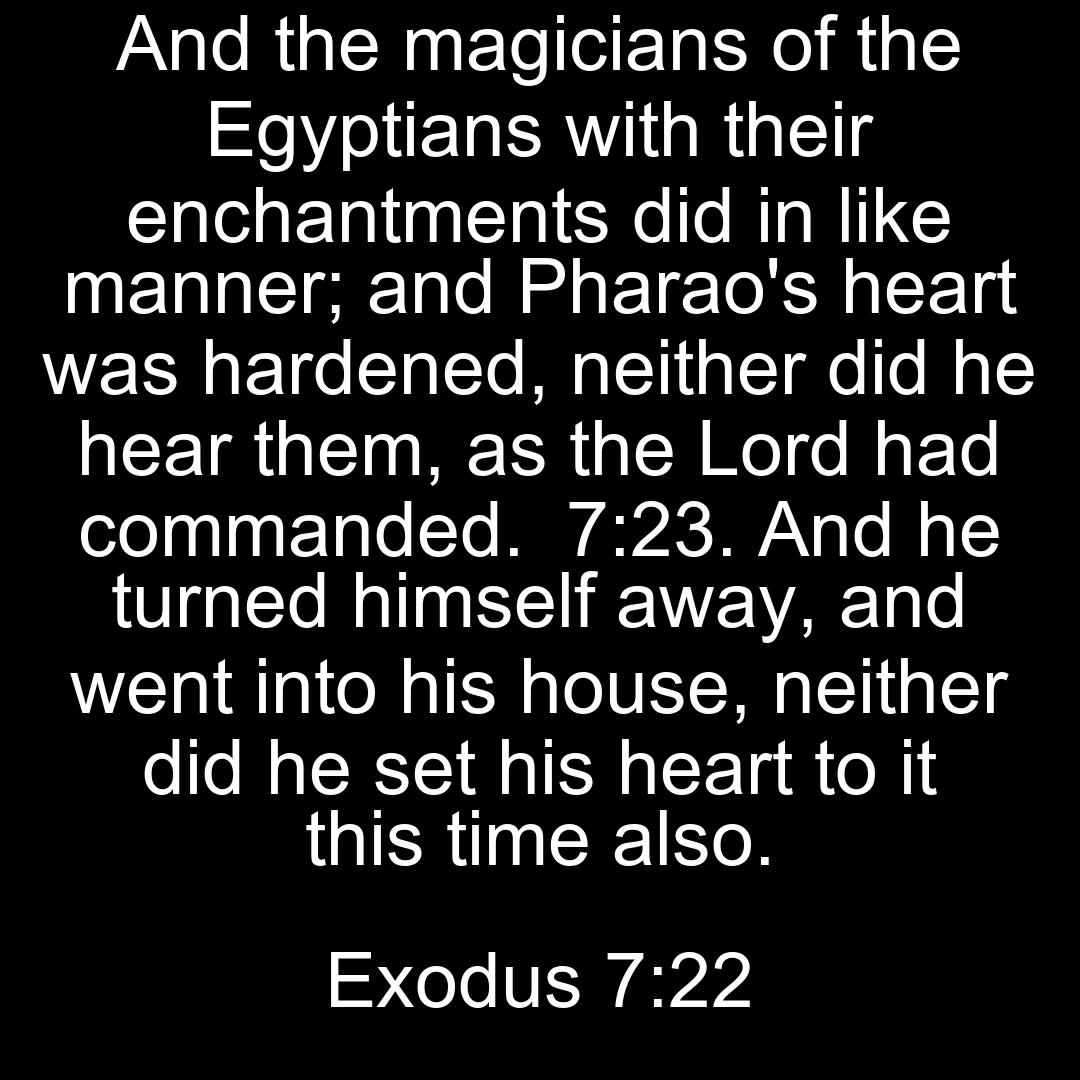 And the magicians of the
Egyptians with their
enchantments did in like
manner; and Pharao's heart
was hardened, neither did he
hear them, as the Lord had
commanded.  7:23. And he
turned himself away, and
went into his house, neither
did he set his heart to it
this time also.
Exodus 7:22